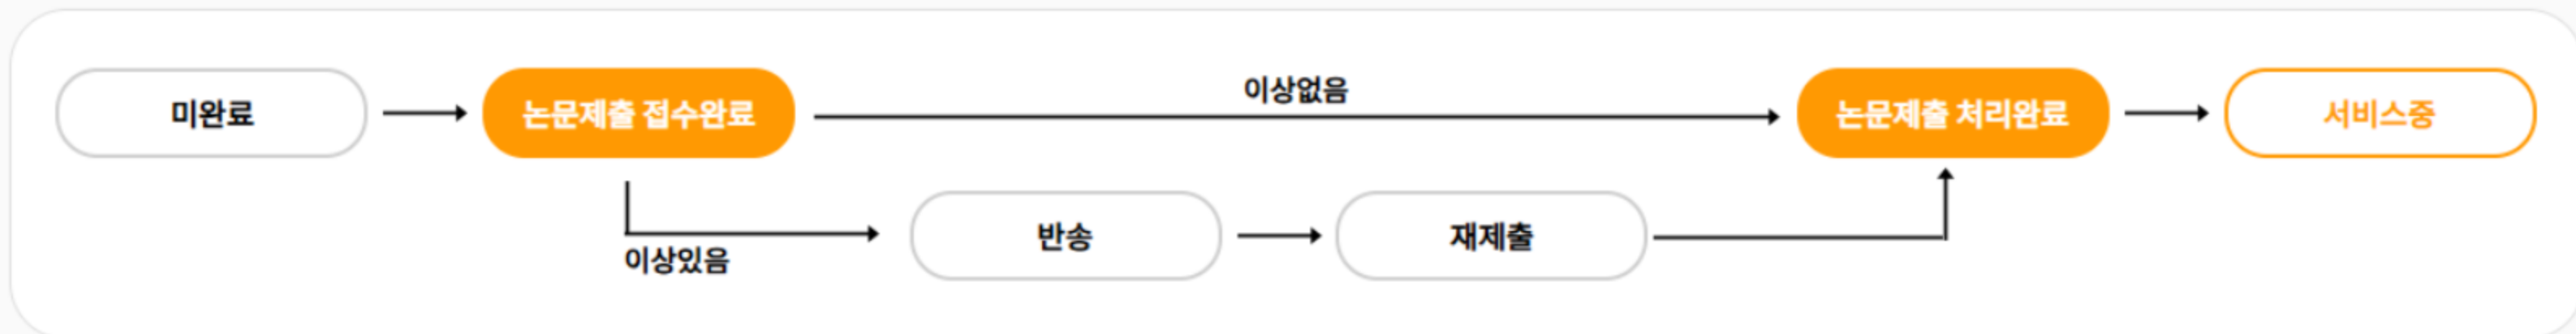 미완료
논문제출 접수완료
이상없음
논문제출 처리완료
서비스중
이상있음
반송
재제출